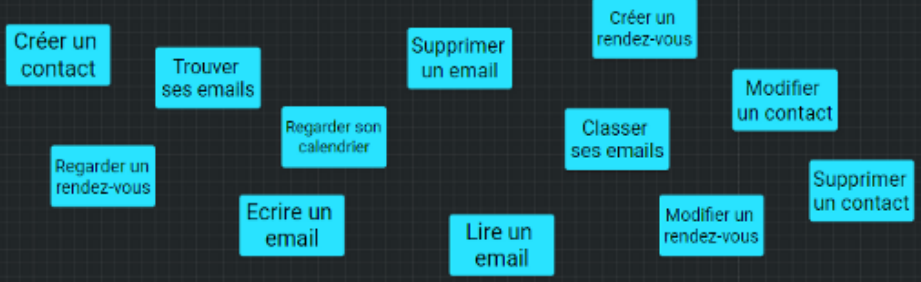 Créer un
contact
Trouver
ses emails
Supprimer
un email
Créer un
rendez-vous
Modifier
un contact
Regarder son
calendrier
Classer
ses emails
Regarder un
rendez-vous
Supprimer
un contact
Ecrire un
email
Lire un
email
Modifier un
rendez-vous